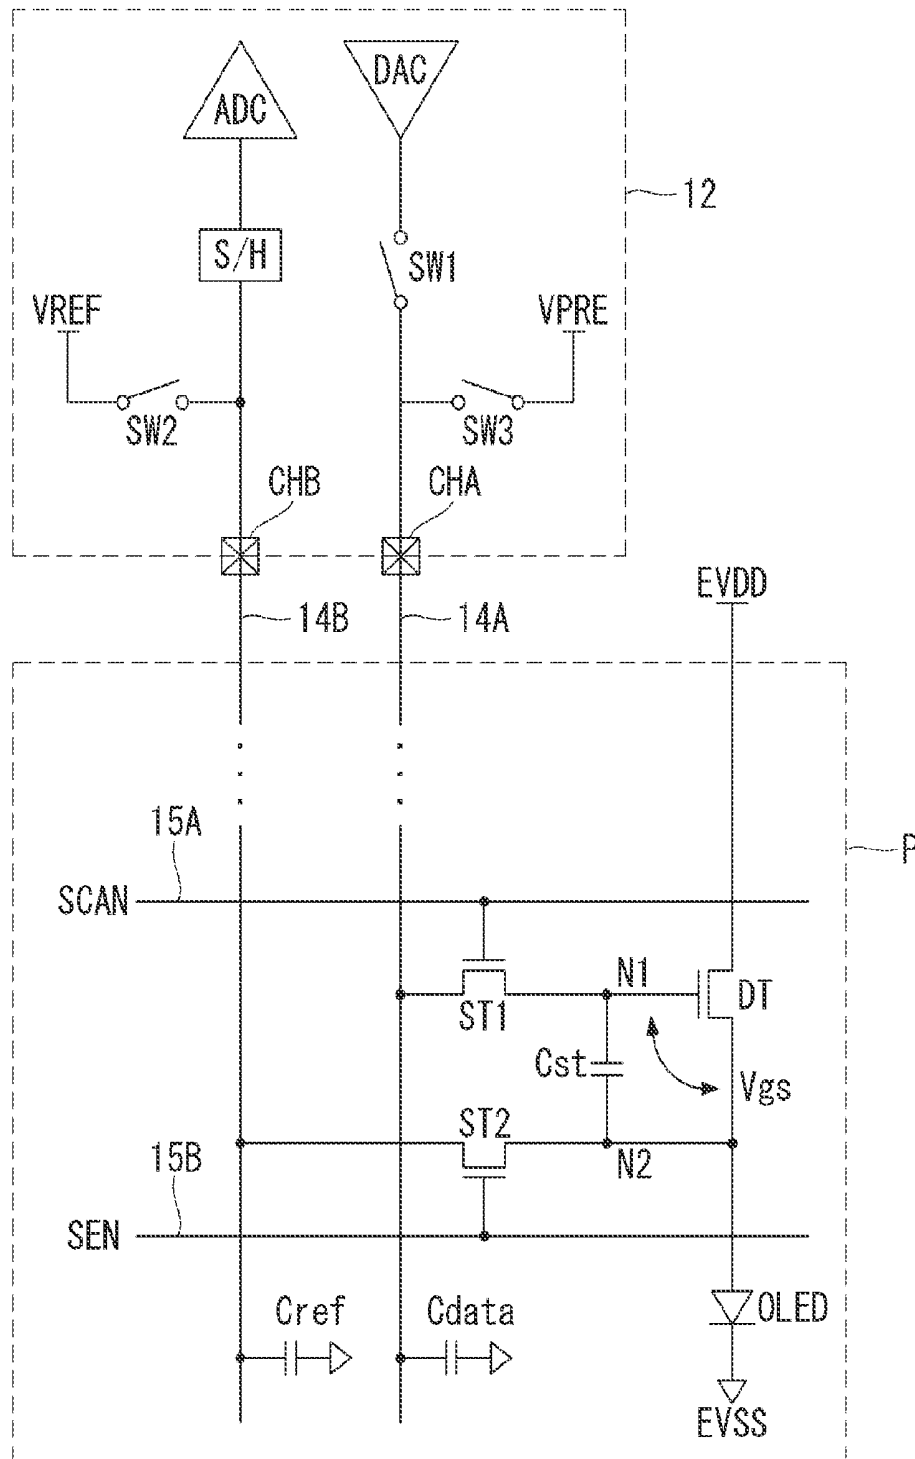 DAC
ADC
12
S/H
SW1
VREF
VPRE
SW2
SW3
CHB
CHA
EVDD
14B
14A
15A
P
SCAN
N1
DT
ST1
Cst
Vgs
ST2
15B
N2
SEN
Cref
Cdata
OLED
EVSS